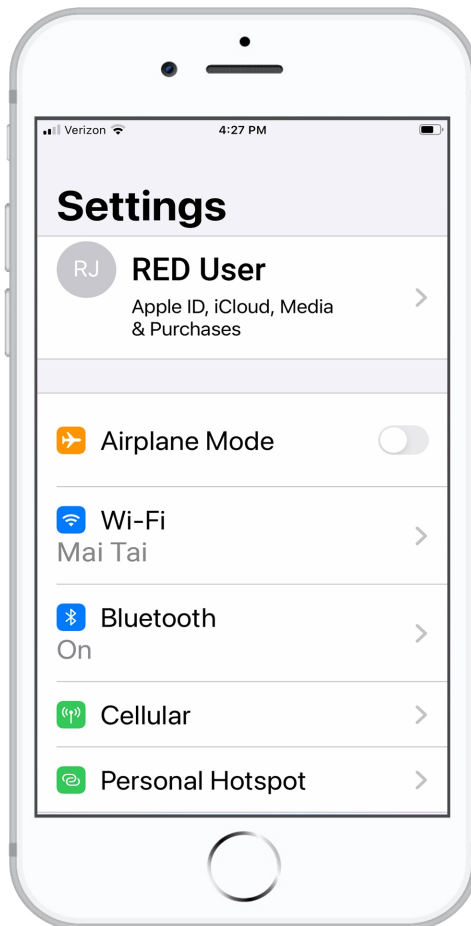 Verizon 4:27 PM
Settings
RJ
RED User
Apple ID, iCloud, Media
& Purchases
Airplane Mode
Wi-Fi
Mai Tai
Bluetooth
On
Cellular
Personal Hotspot